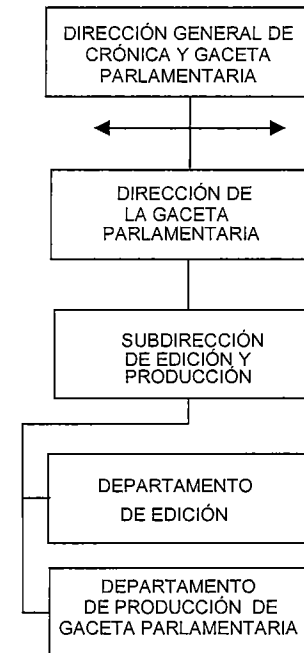 DIRECCIÓN GENERAL DE
CRÓNICA Y GACETA
PARLAMENTARIA
DIRECCIÓN DE
LA GACETA
PARLAMENTARIA
SUBDIRECCIÓN
DE EDICIÓN Y
PRODUCCIÓN
DEPARTAMENTO
DE EDICIÓN
DEPARTAMENTO
DE PRODUCCIÓN DE
GACETA PARLAMENTARIA